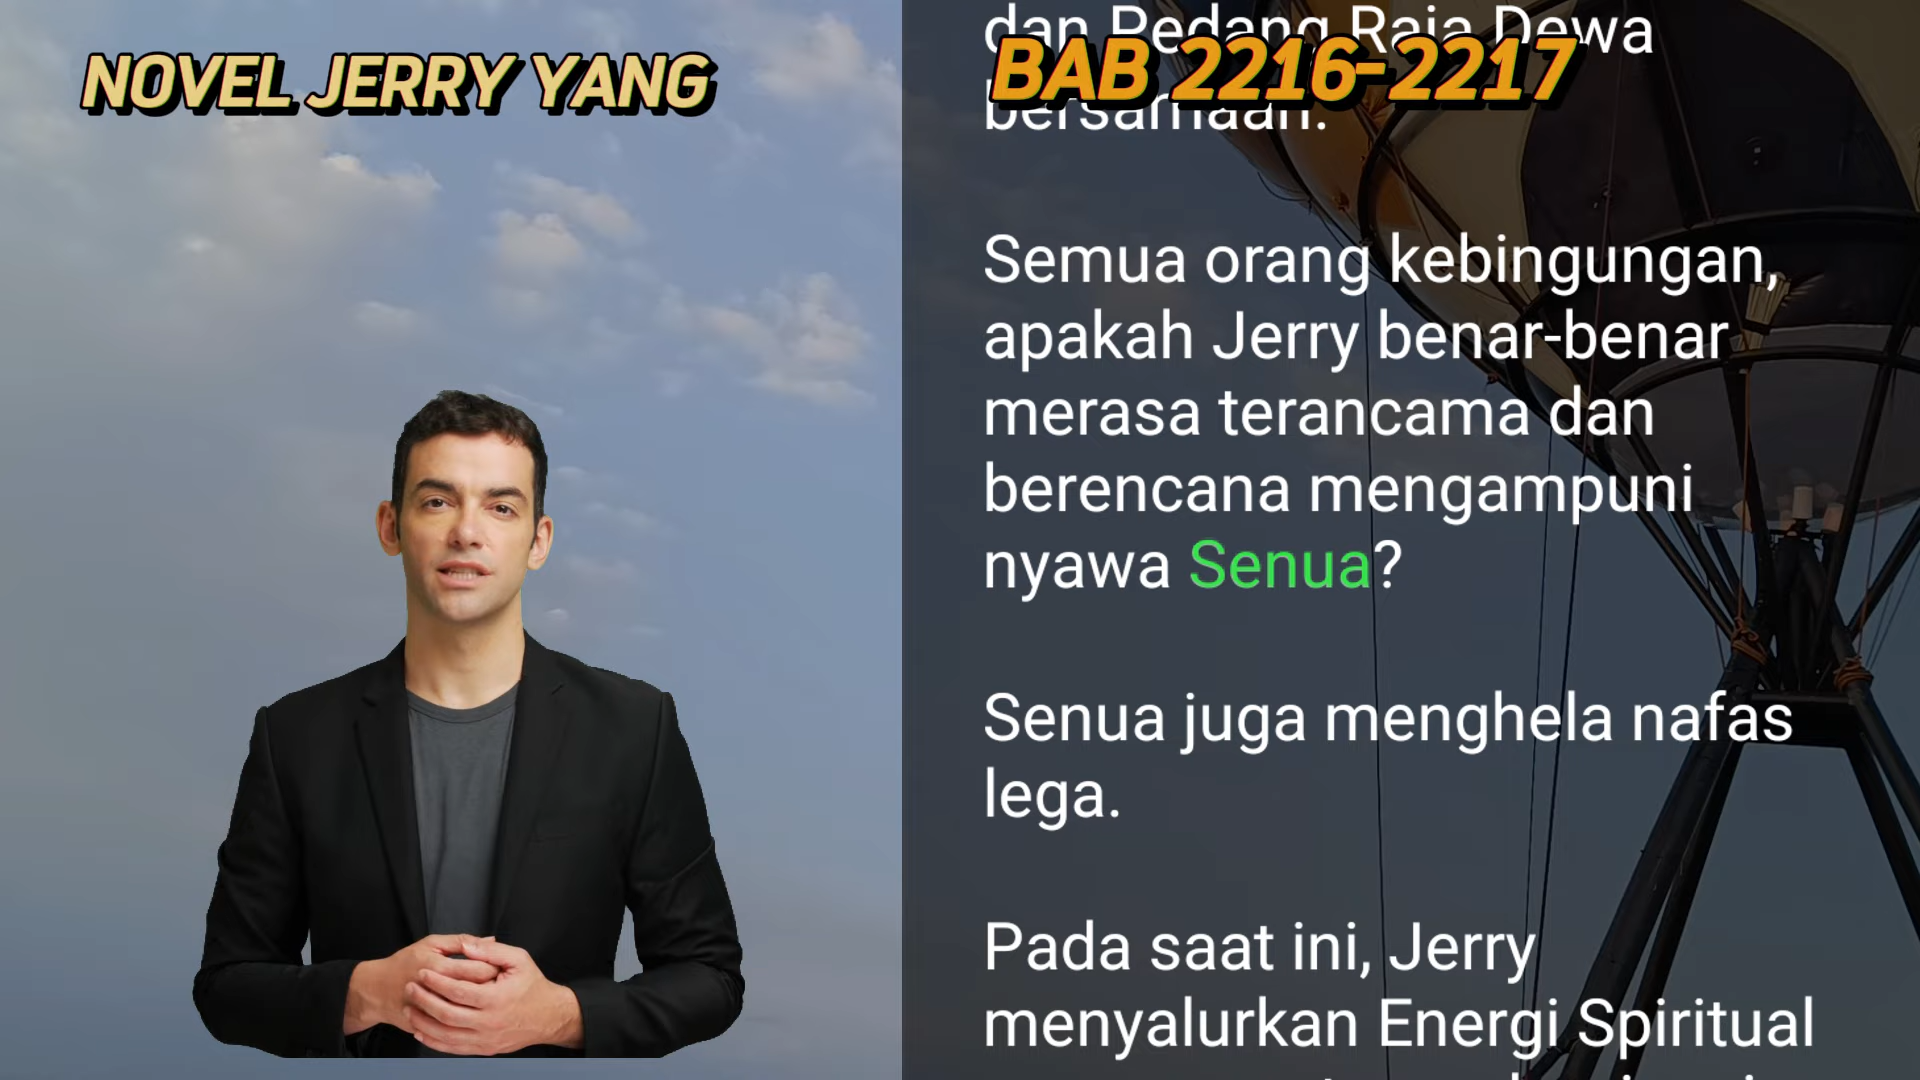 NOVEL JERRY YANG
BAB 2216-2217
dan Pedang Raja Dewa
bersamaan.
Semua orang kebingungan,
apakah Jerry benar-benar
merasa terancama dan
berencana mengampuni
nyawa Senua?
Senua juga menghela nafas
lega.
Pada saat ini, Jerry
menyalurkan Energi Spiritual